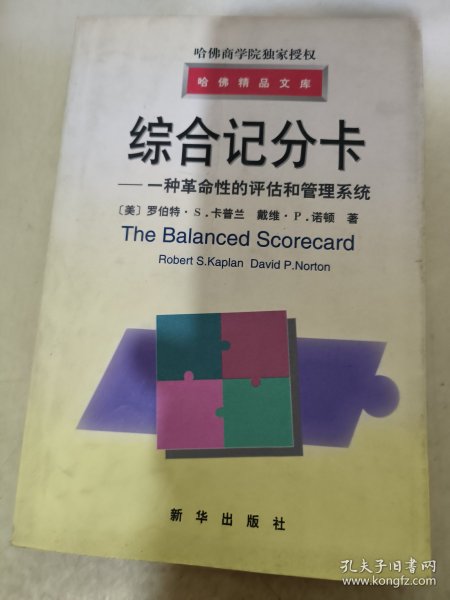 哈佛商学院独家授权
哈佛精品文库
综合记分卡
——一种革命性的评估和管理系统
〔美〕罗伯特·S.卡普兰 戴维·P.诺顿 著
The Balanced Scorecard
Robert S.Kaplan David P.Norton
新华出版社
孔夫子旧书网
www.kongfz.com